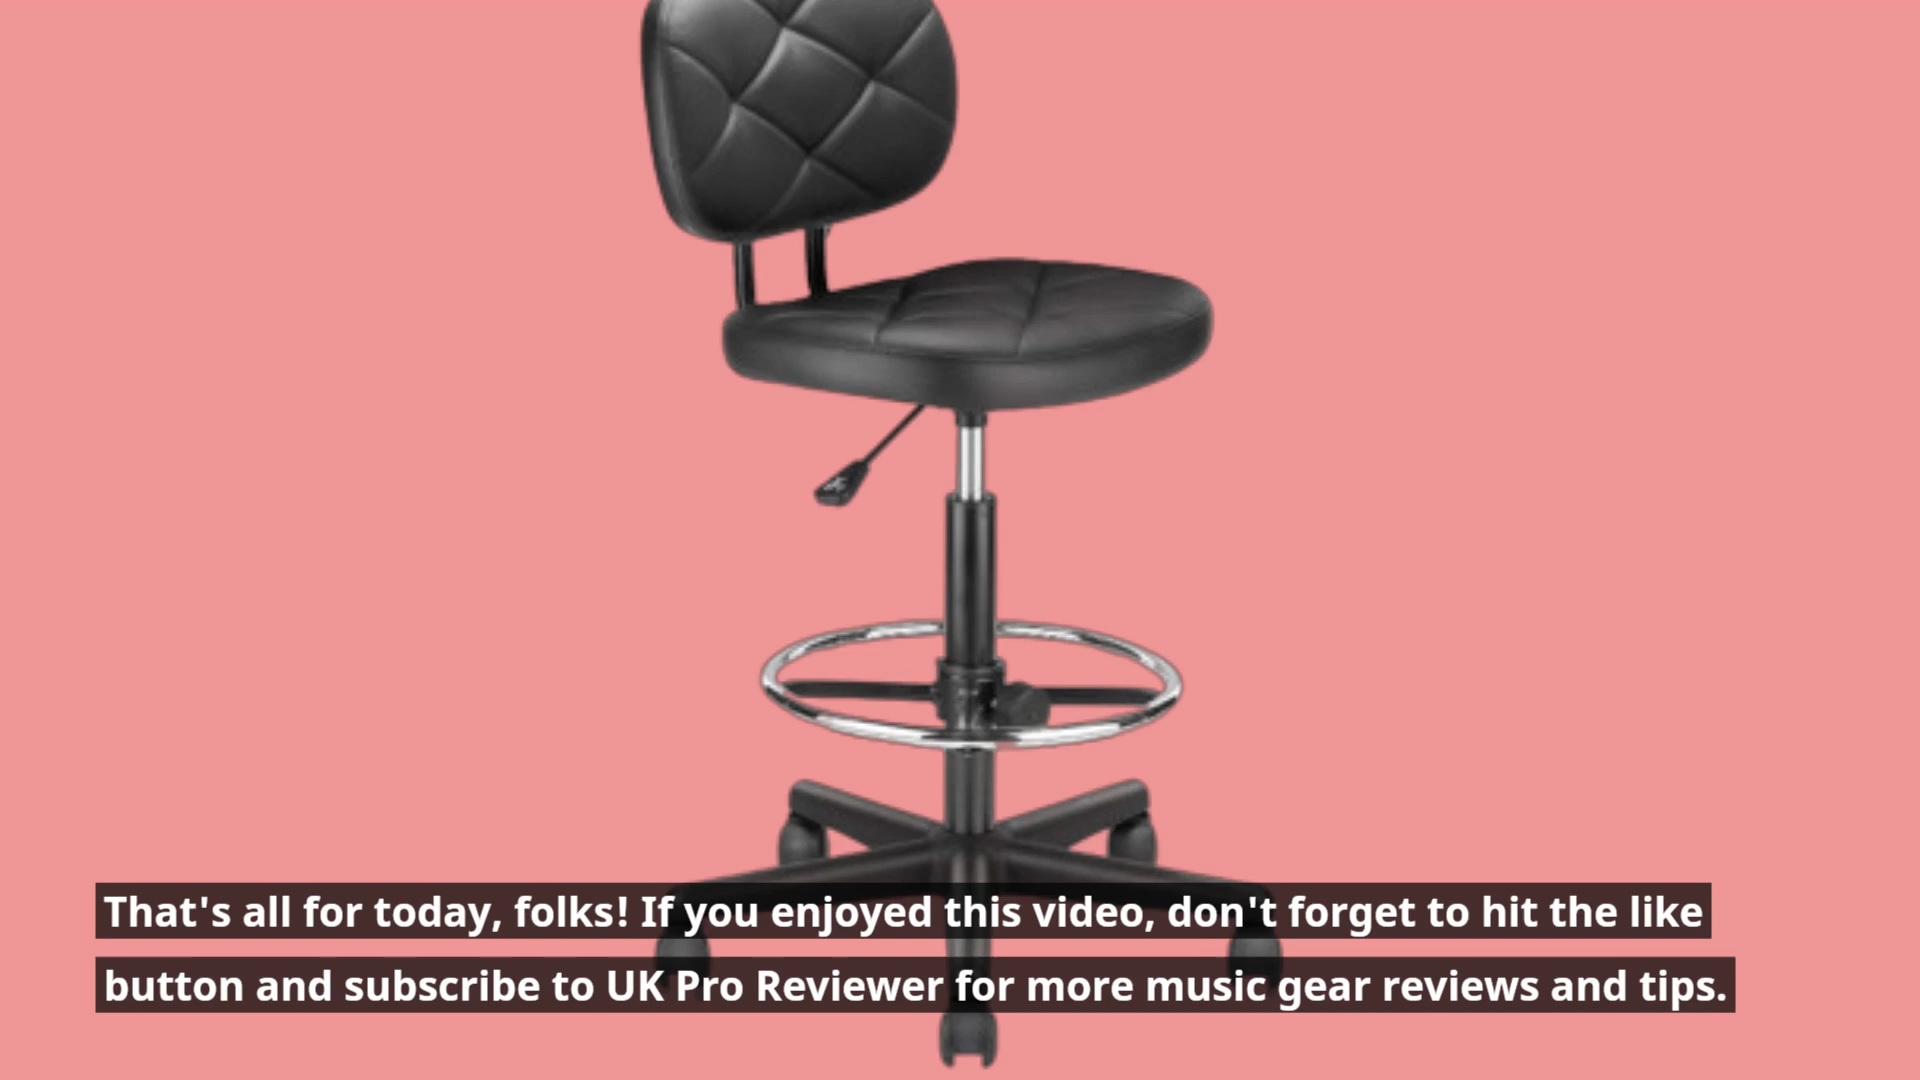 That's all for today, folks! If you enjoyed this video, don't forget to hit the like
button and subscribe to UK Pro Reviewer for more music gear reviews and tips.